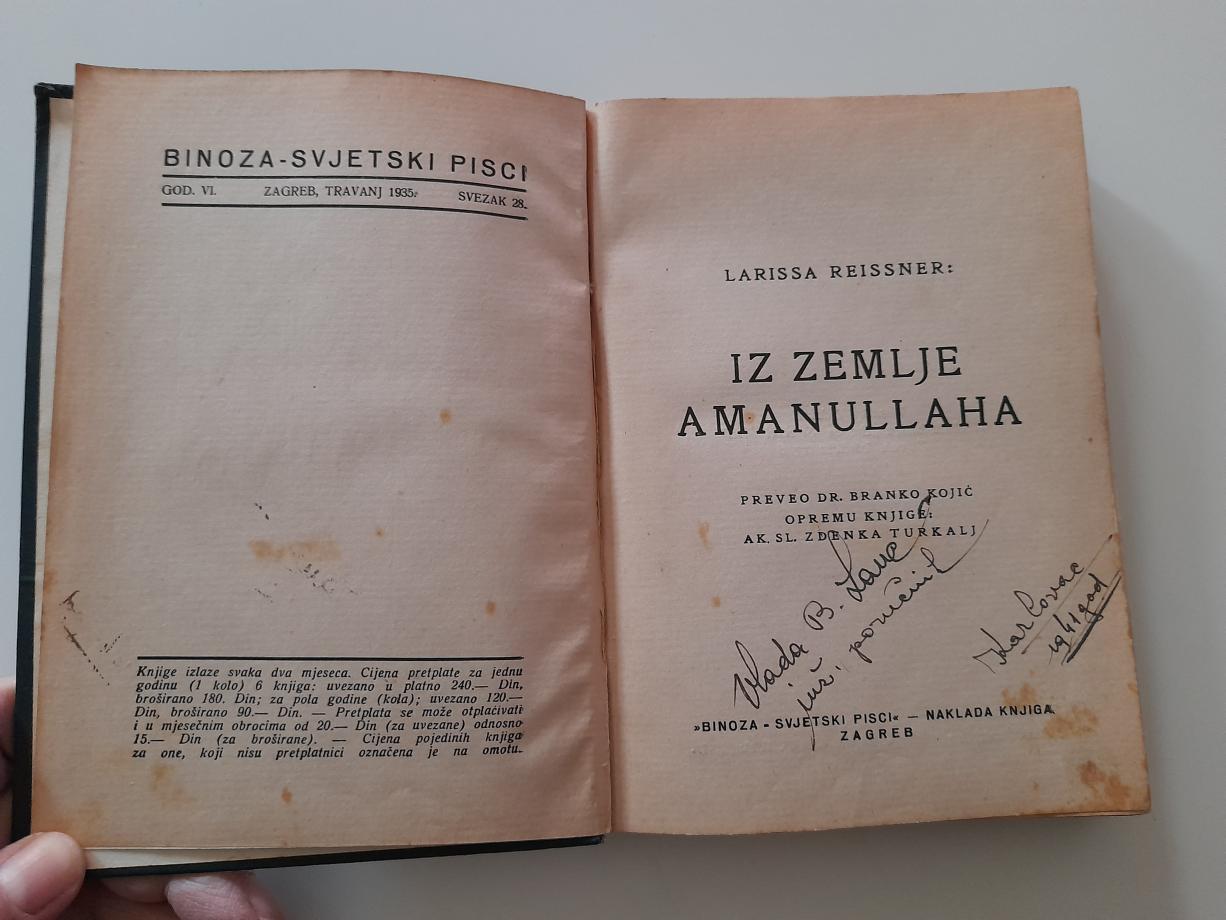 BINOZA-SVJETSKI PISCI
GOD. VI. ZAGREB, TRAVANJ 1935. SVEZAK 28.
Knjige izlaze svaka dva mjeseca. Cijena pretplate za jednu
godinu (1 kolo) 6 knjiga: uvezano u platno 240.— Din,
broširano 180. Din; za pola godine (kola); uvezano 120.—
Din, broširano 90.— Din. — Pretplata se može otplaćivati
i u mjesečnim obrocima od 20.— Din (za uvezane) odnosno
15.— Din (za broširane). — Cijena pojedinih knjiga
za one, koji nisu pretplatnici označena je na omotu.
LARISSA REISSNER:
IZ ZEMLJE
AMANULLAHA
PREVEO DR. BRANKO KOJIĆ
OPREMU KNJIGE:
AK. SL. ZDENKA TURKALJ
Vlada B.
Karlovac
1941 god
»BINOZA - SVJETSKI PISCI« — NAKLADA KNJIGA
ZAGREB